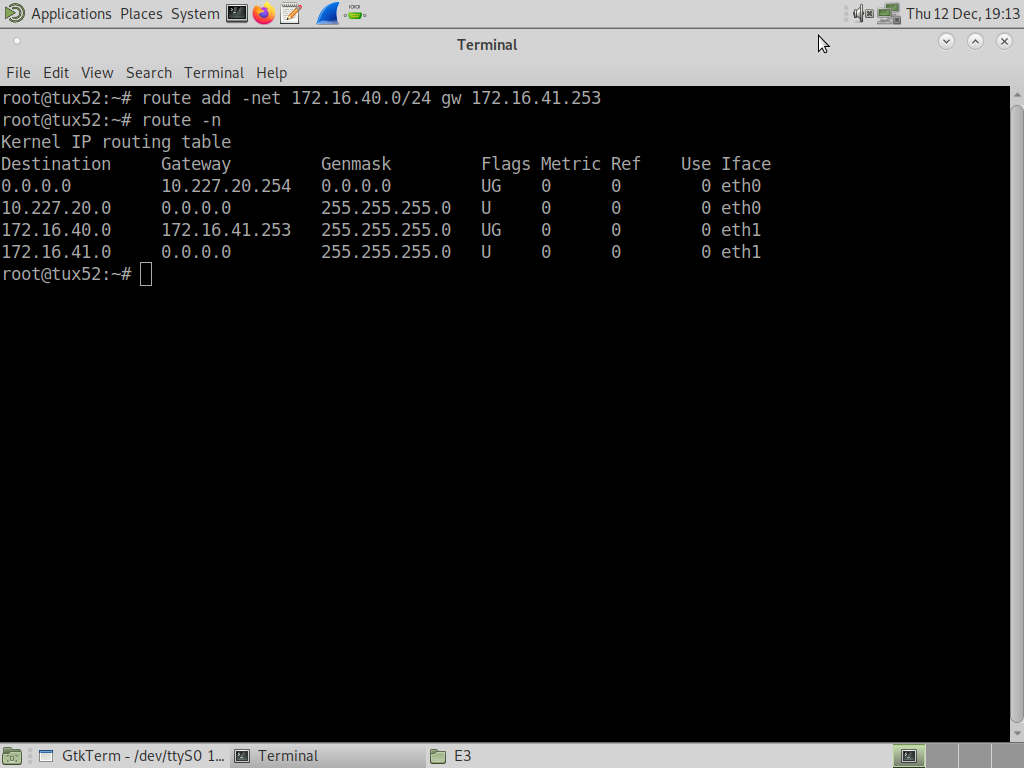 Applications Places System Thu 12 Dec, 19:13
Terminal
File Edit View Search Terminal Help
root@tux52:~# route add -net 172.16.40.0/24 gw 172.16.41.253
root@tux52:~# route -n
Kernel IP routing table
Destination     Gateway         Genmask         Flags Metric Ref    Use Iface
0.0.0.0         10.227.20.254   0.0.0.0         UG    0      0        0 eth0
10.227.20.0     0.0.0.0         255.255.255.0   U     0      0        0 eth0
172.16.40.0     172.16.41.253   255.255.255.0   UG    0      0        0 eth1
172.16.41.0     0.0.0.0         255.255.255.0   U     0      0        0 eth1
root@tux52:~#
GtkTerm - /dev/ttyS0 1... Terminal E3